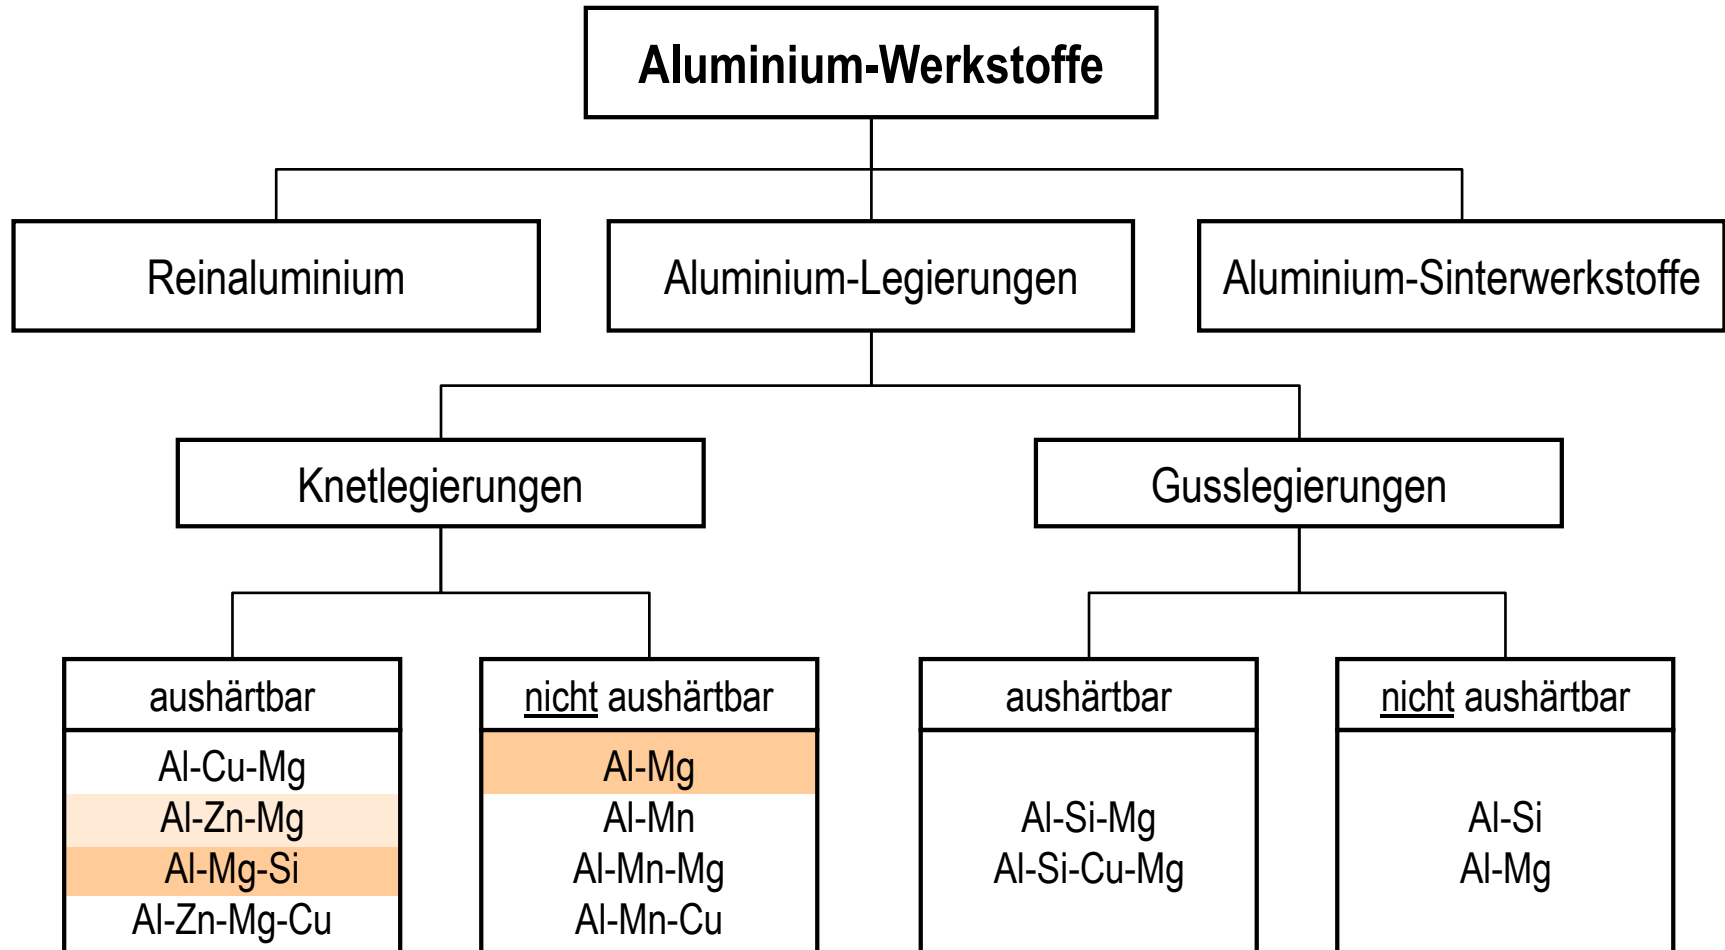 Aluminium-Werkstoffe
Reinaluminium
Aluminium-Legierungen
Aluminium-Sinterwerkstoffe
Knetlegierungen
Gusslegierungen
aushärtbar
Al-Cu-Mg
Al-Zn-Mg
Al-Mg-Si
Al-Zn-Mg-Cu
nicht aushärtbar
Al-Mg
Al-Mn
Al-Mn-Mg
Al-Mn-Cu
aushärtbar
Al-Si-Mg
Al-Si-Cu-Mg
nicht aushärtbar
Al-Si
Al-Mg